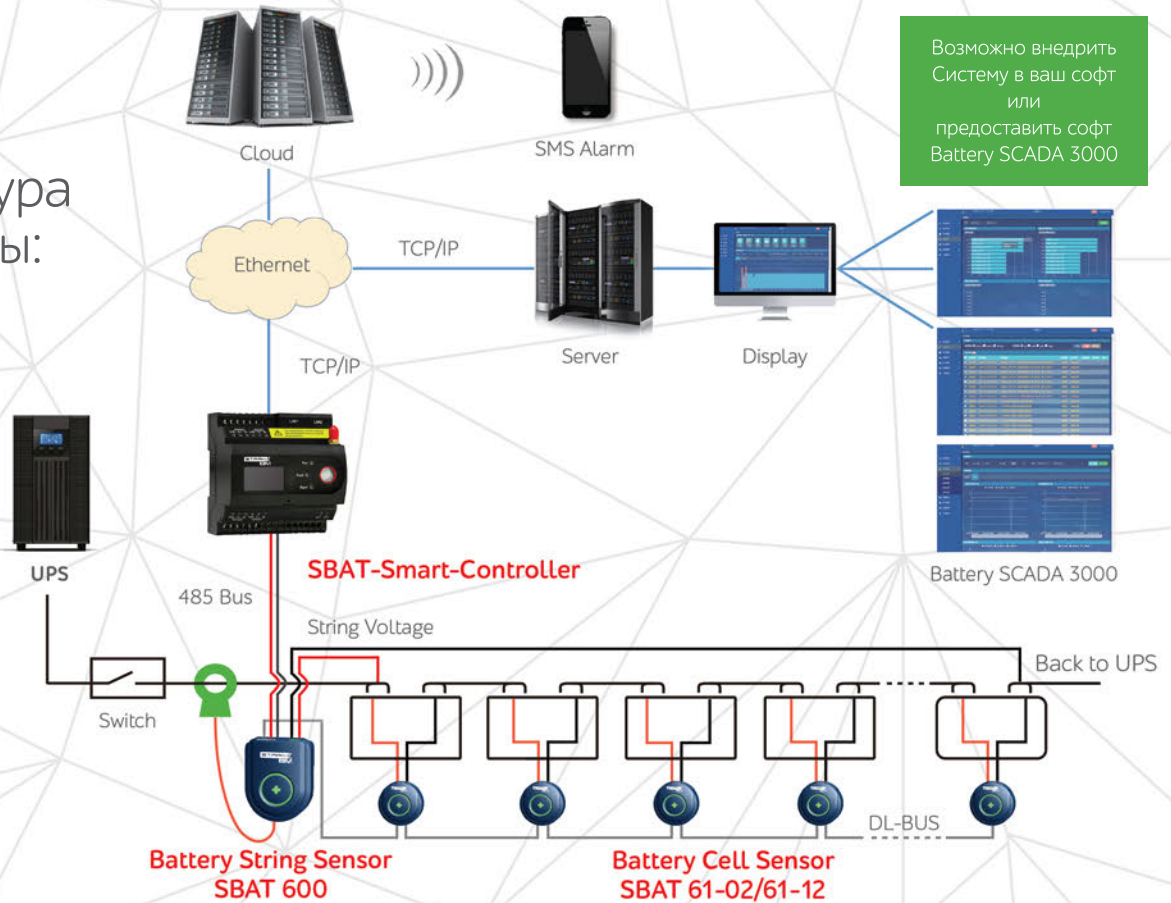 Возможно внедрить
Систему в ваш софт
или
предоставить софт
Battery SCADA 3000
Cloud
SMS Alarm
ура
ы:
Ethernet
TCP/IP
Server
Display
TCP/IP
Battery SCADA 3000
UPS
SBAT-Smart-Controller
485 Bus
String Voltage
Back to UPS
Switch
DL-BUS
Battery String Sensor
SBAT 600
Battery Cell Sensor
SBAT 61-02/61-12